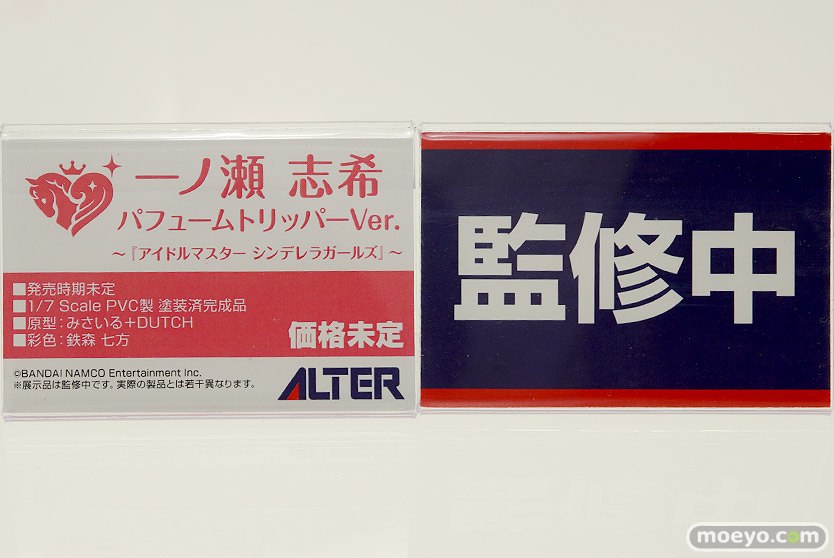 一ノ瀬 志希
パフュームトリッパーVer.
～『アイドルマスター シンデレラガールズ』～
■発売時期未定
■1/7 Scale PVC製 塗装済完成品
■原型：みさいる+DUTCH
■彩色：鉄森 七方
価格未定
©BANDAI NAMCO Entertainment Inc.
※展示品は監修中です。実際の製品とは若干異なります。
ALTER
監修中
moeyo.com